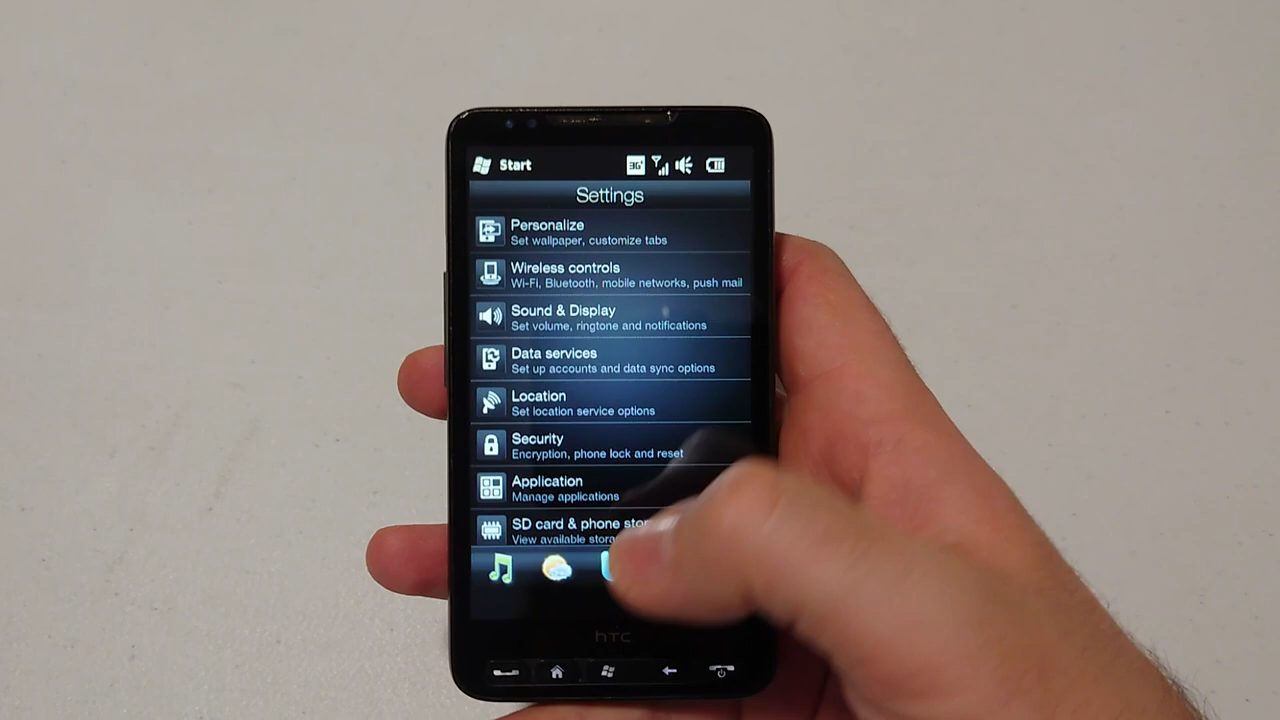 Start
3G
Settings
Personalize
Set wallpaper, customize tabs
Wireless controls
Wi-Fi, Bluetooth, mobile networks, push mail
Sound & Display
Set volume, ringtone and notifications
Data services
Set up accounts and data sync options
Location
Set location service options
Security
Encryption, phone lock and reset
Application
Manage applications
SD card & phone
View available
hTC